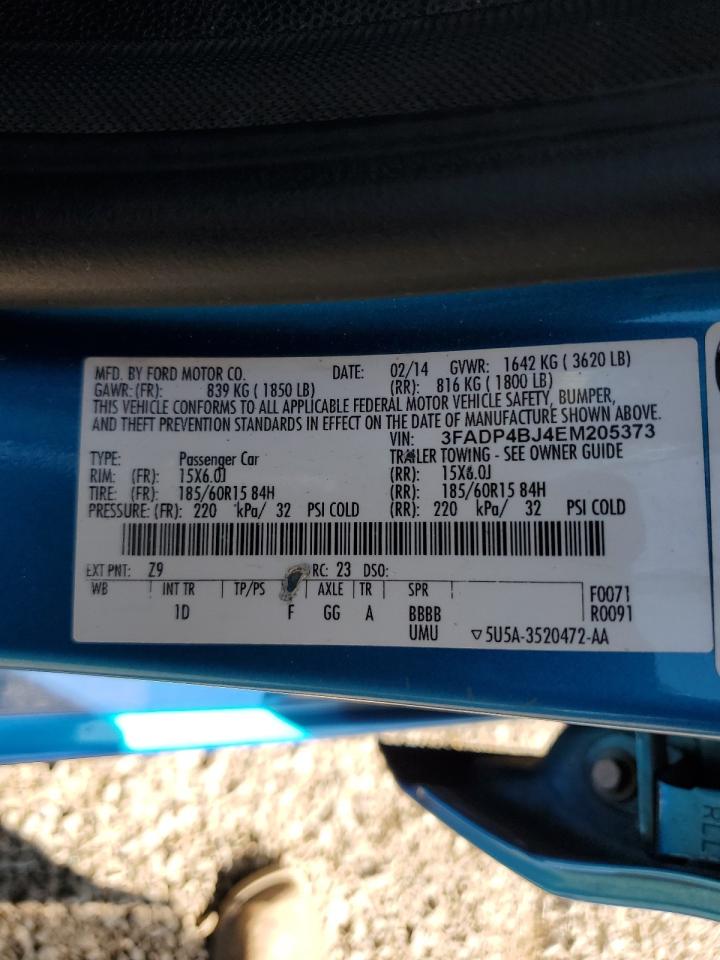 MFD. BY FORD MOTOR CO. DATE: 02/14 GVWR: 1642 KG ( 3620 LB)
GAWR: (FR): 839 KG ( 1850 LB) (RR): 816 KG ( 1800 LB)
THIS VEHICLE CONFORMS TO ALL APPLICABLE FEDERAL MOTOR VEHICLE SAFETY, BUMPER,
AND THEFT PREVENTION STANDARDS IN EFFECT ON THE DATE OF MANUFACTURE SHOWN ABOVE.
VIN: 3FADP4BJ4EM205373
TYPE: Passenger Car TRAILER TOWING - SEE OWNER GUIDE
RIM: (FR): 15X6.0J (RR): 15X6.0J
TIRE: (FR): 185/60R15 84H (RR): 185/60R15 84H
PRESSURE: (FR): 220 kPa/ 32 PSI COLD (RR): 220 kPa/ 32 PSI COLD
EXT PNT: Z9 RC: 23 DSO:
WB INT TR TP/PS AXLE TR SPR F0071
1D F GG A BBBB R0091
UMU ▽5U5A-3520472-AA